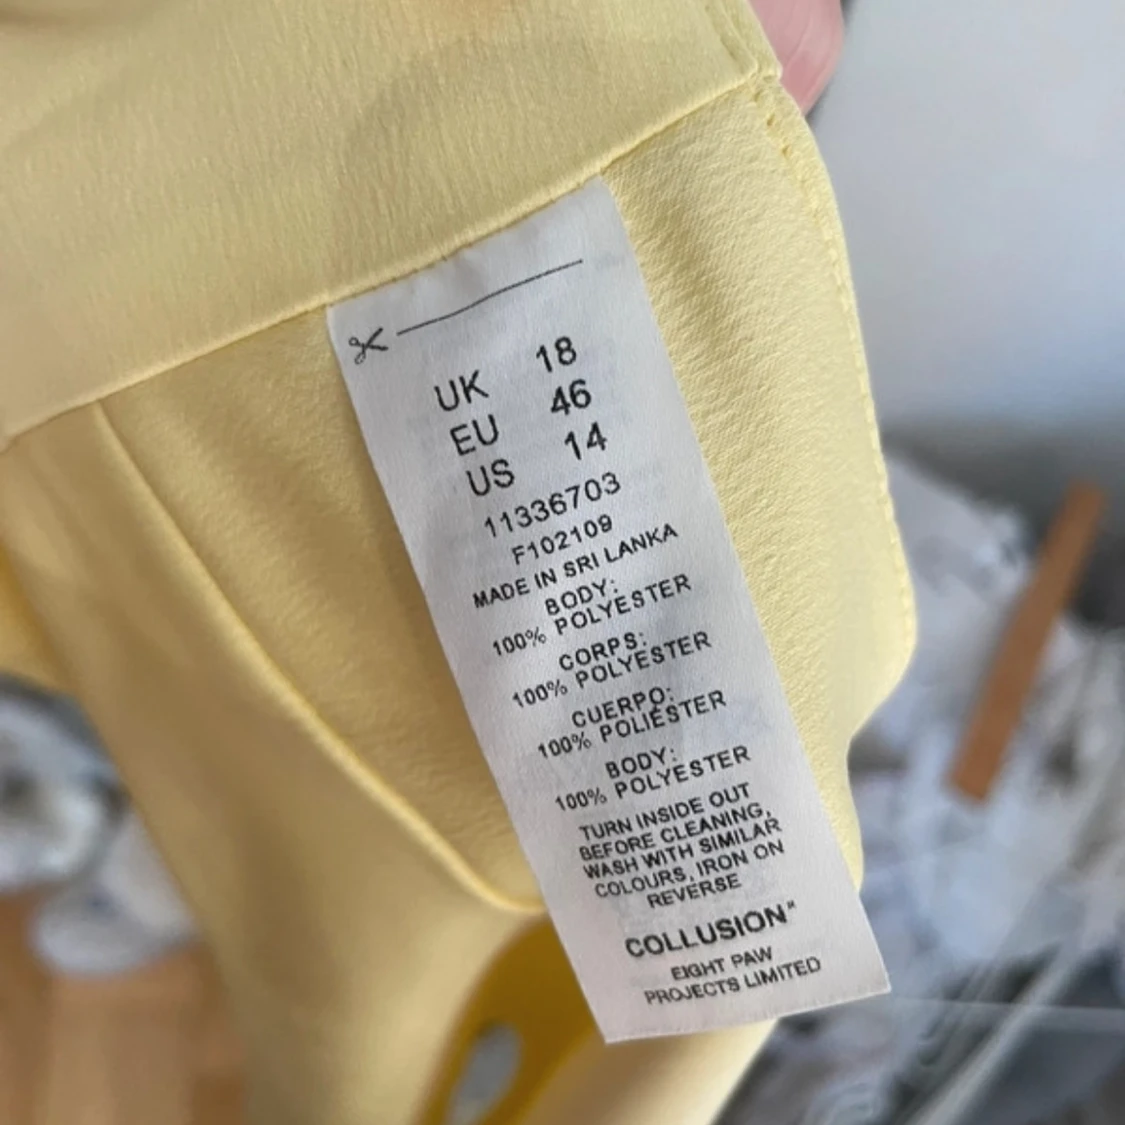 UK 18
EU 46
US 14
11336703
F102109
MADE IN SRI LANKA
BODY:
100% POLYESTER
CORPS:
100% POLYESTER
CUERPO:
100% POLIÉSTER
BODY:
100% POLYESTER
TURN INSIDE OUT
BEFORE CLEANING,
WASH WITH SIMILAR
COLOURS, IRON ON
REVERSE
COLLUSION"
EIGHT PAW
PROJECTS LIMITED